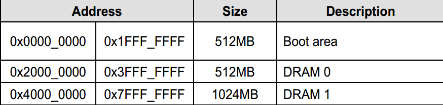 Address Size Description
0x0000_0000 0x1FFF_FFFF 512MB Boot area
0x2000_0000 0x3FFF_FFFF 512MB DRAM 0
0x4000_0000 0x7FFF_FFFF 1024MB DRAM 1